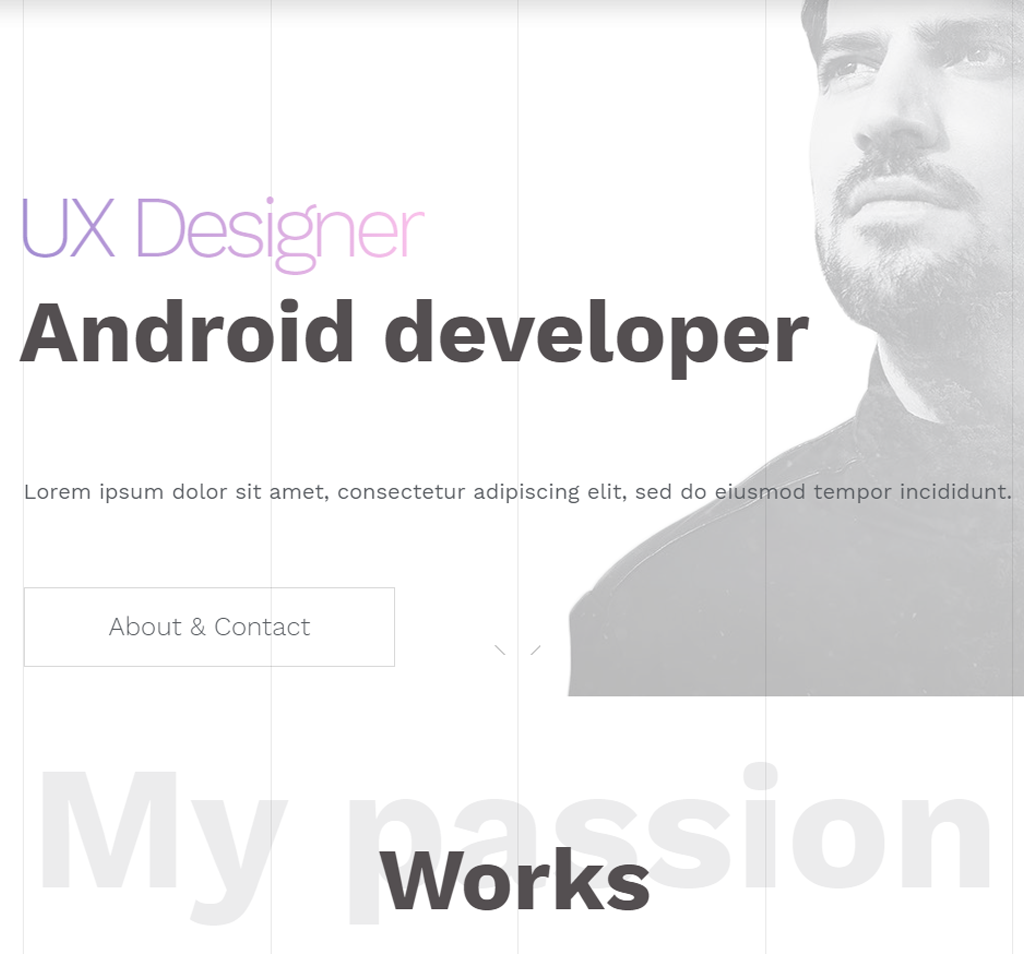 UX Designer
Android developer
Lorem ipsum dolor sit amet, consectetur adipiscing elit, sed do eiusmod tempor incididunt.
About & Contact
My passion
Works